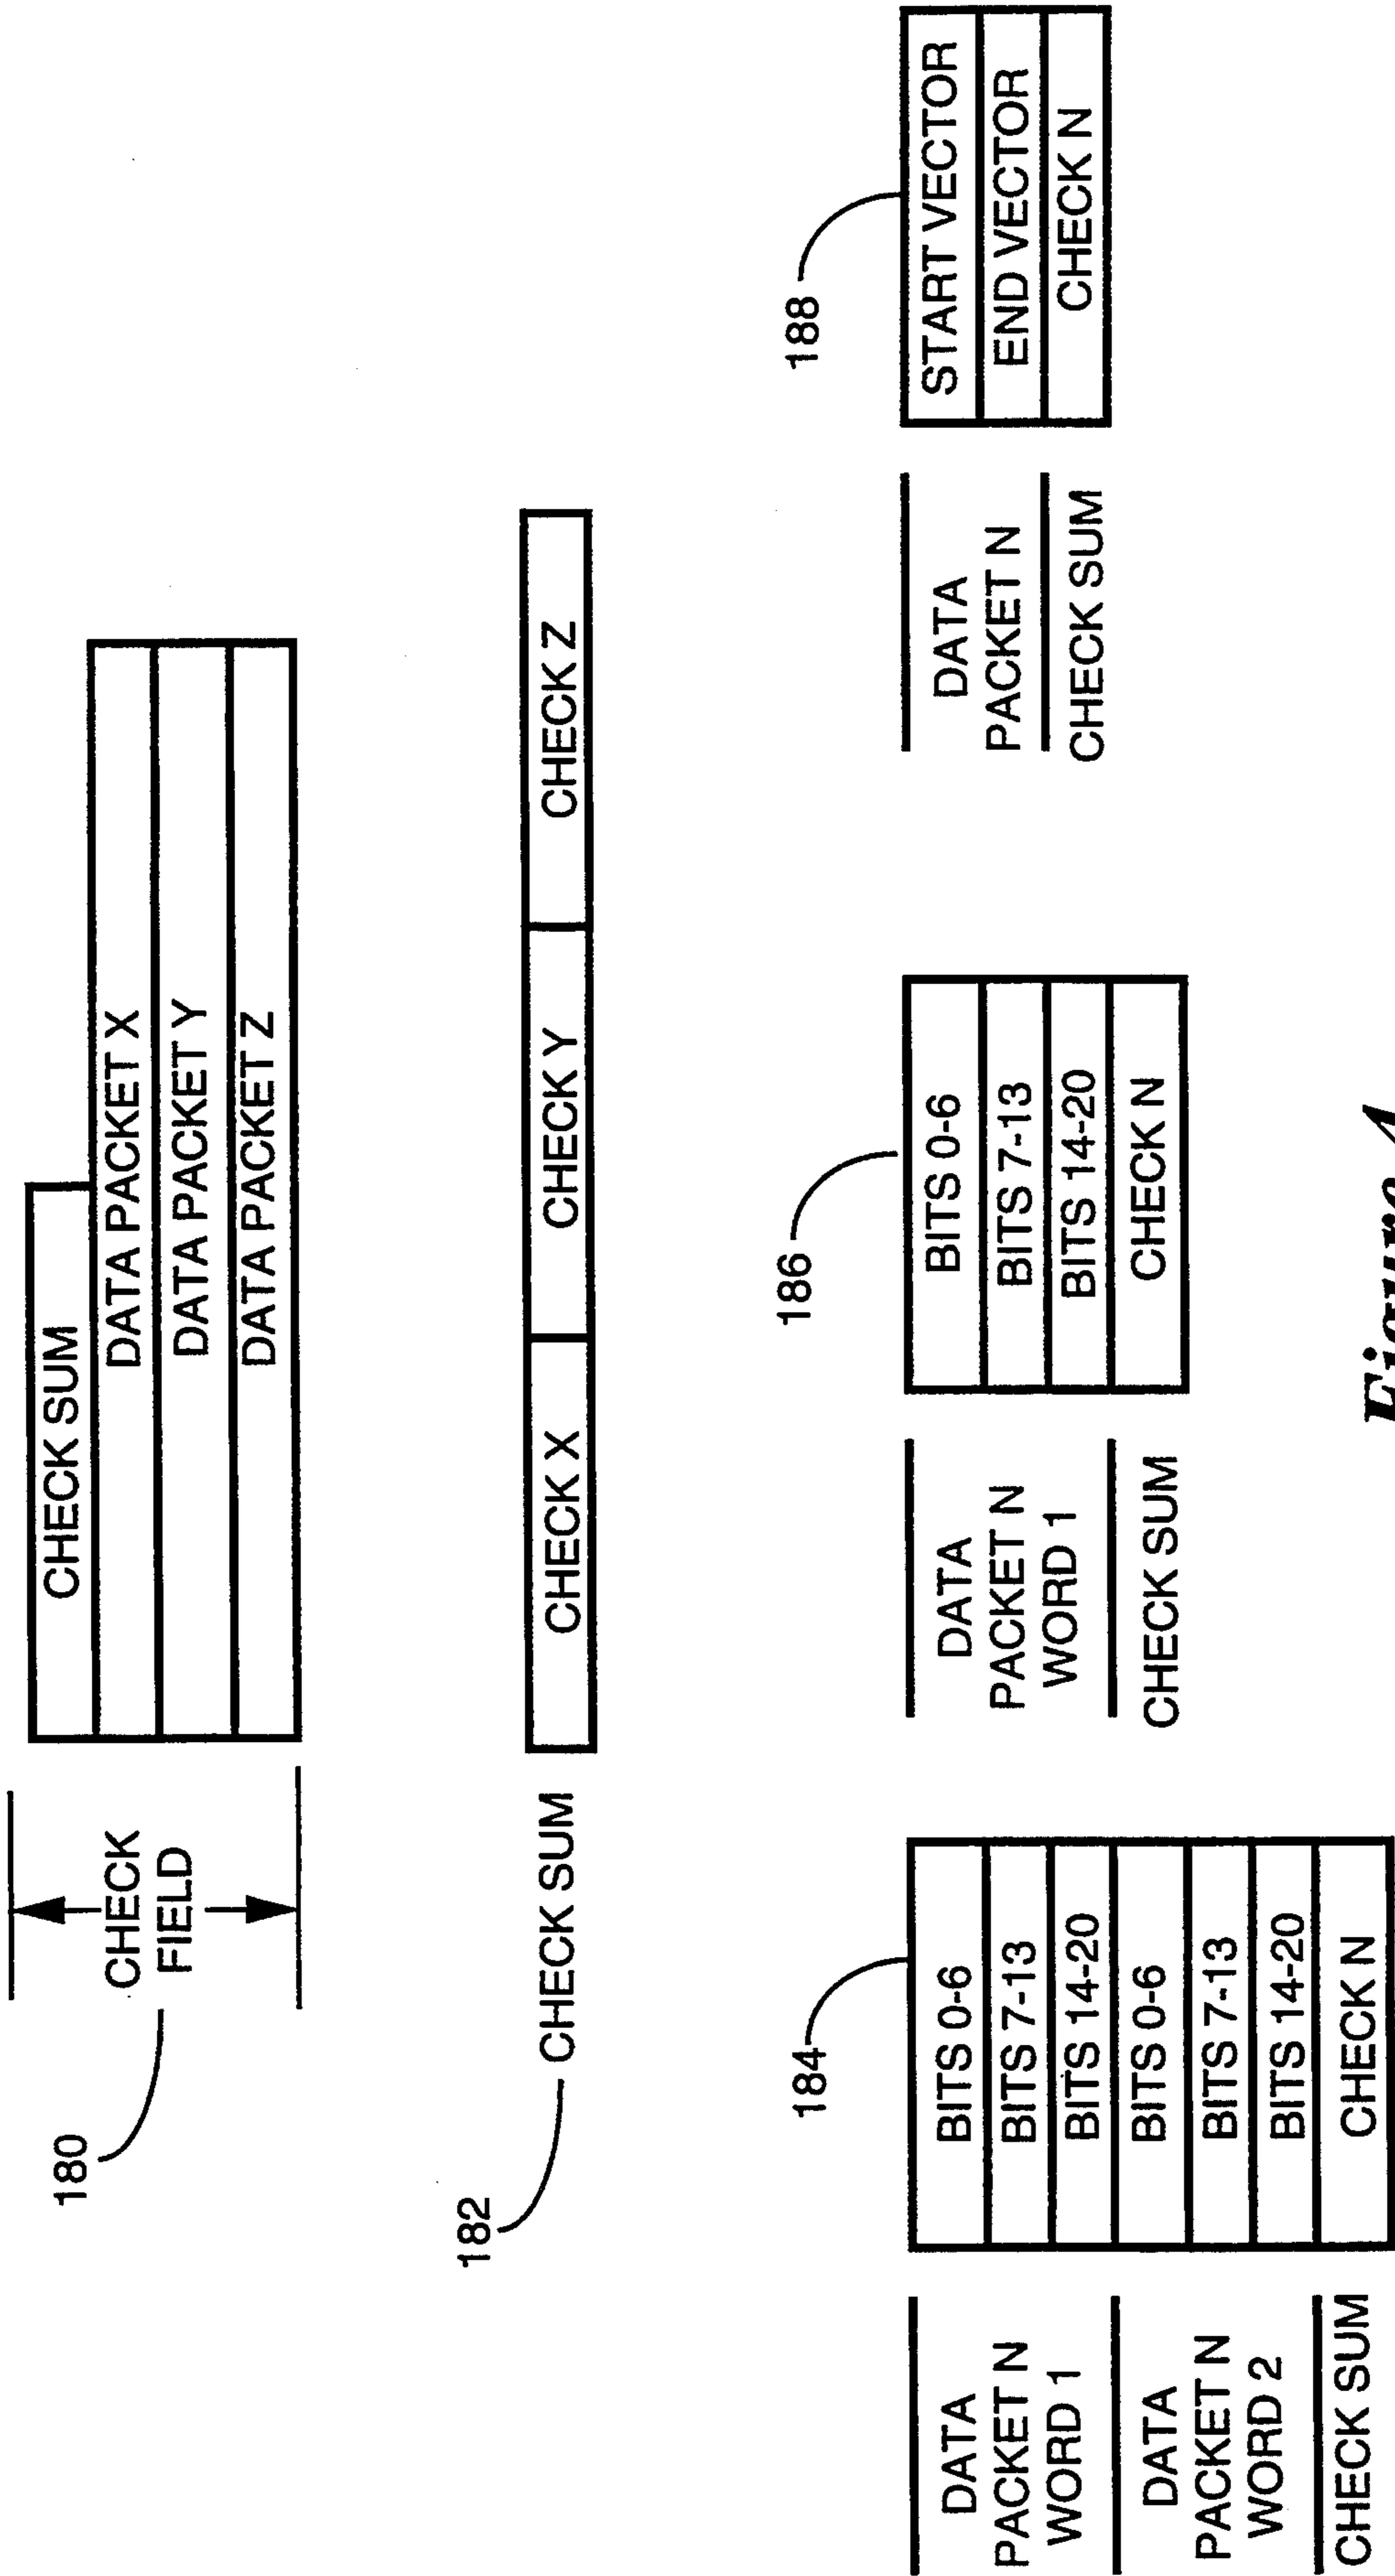 180
CHECK
FIELD
CHECK SUM
DATA PACKET X
DATA PACKET Y
DATA PACKET Z
182
CHECK SUM
CHECK X
CHECK Y
CHECK Z
184
DATA
PACKET N
WORD 1
DATA
PACKET N
WORD 2
CHECK SUM
BITS 0-6
BITS 7-13
BITS 14-20
BITS 0-6
BITS 7-13
BITS 14-20
CHECK N
186
DATA
PACKET N
WORD 1
CHECK SUM
BITS 0-6
BITS 7-13
BITS 14-20
CHECK N
188
DATA
PACKET N
CHECK SUM
START VECTOR
END VECTOR
CHECK N
Figure 4